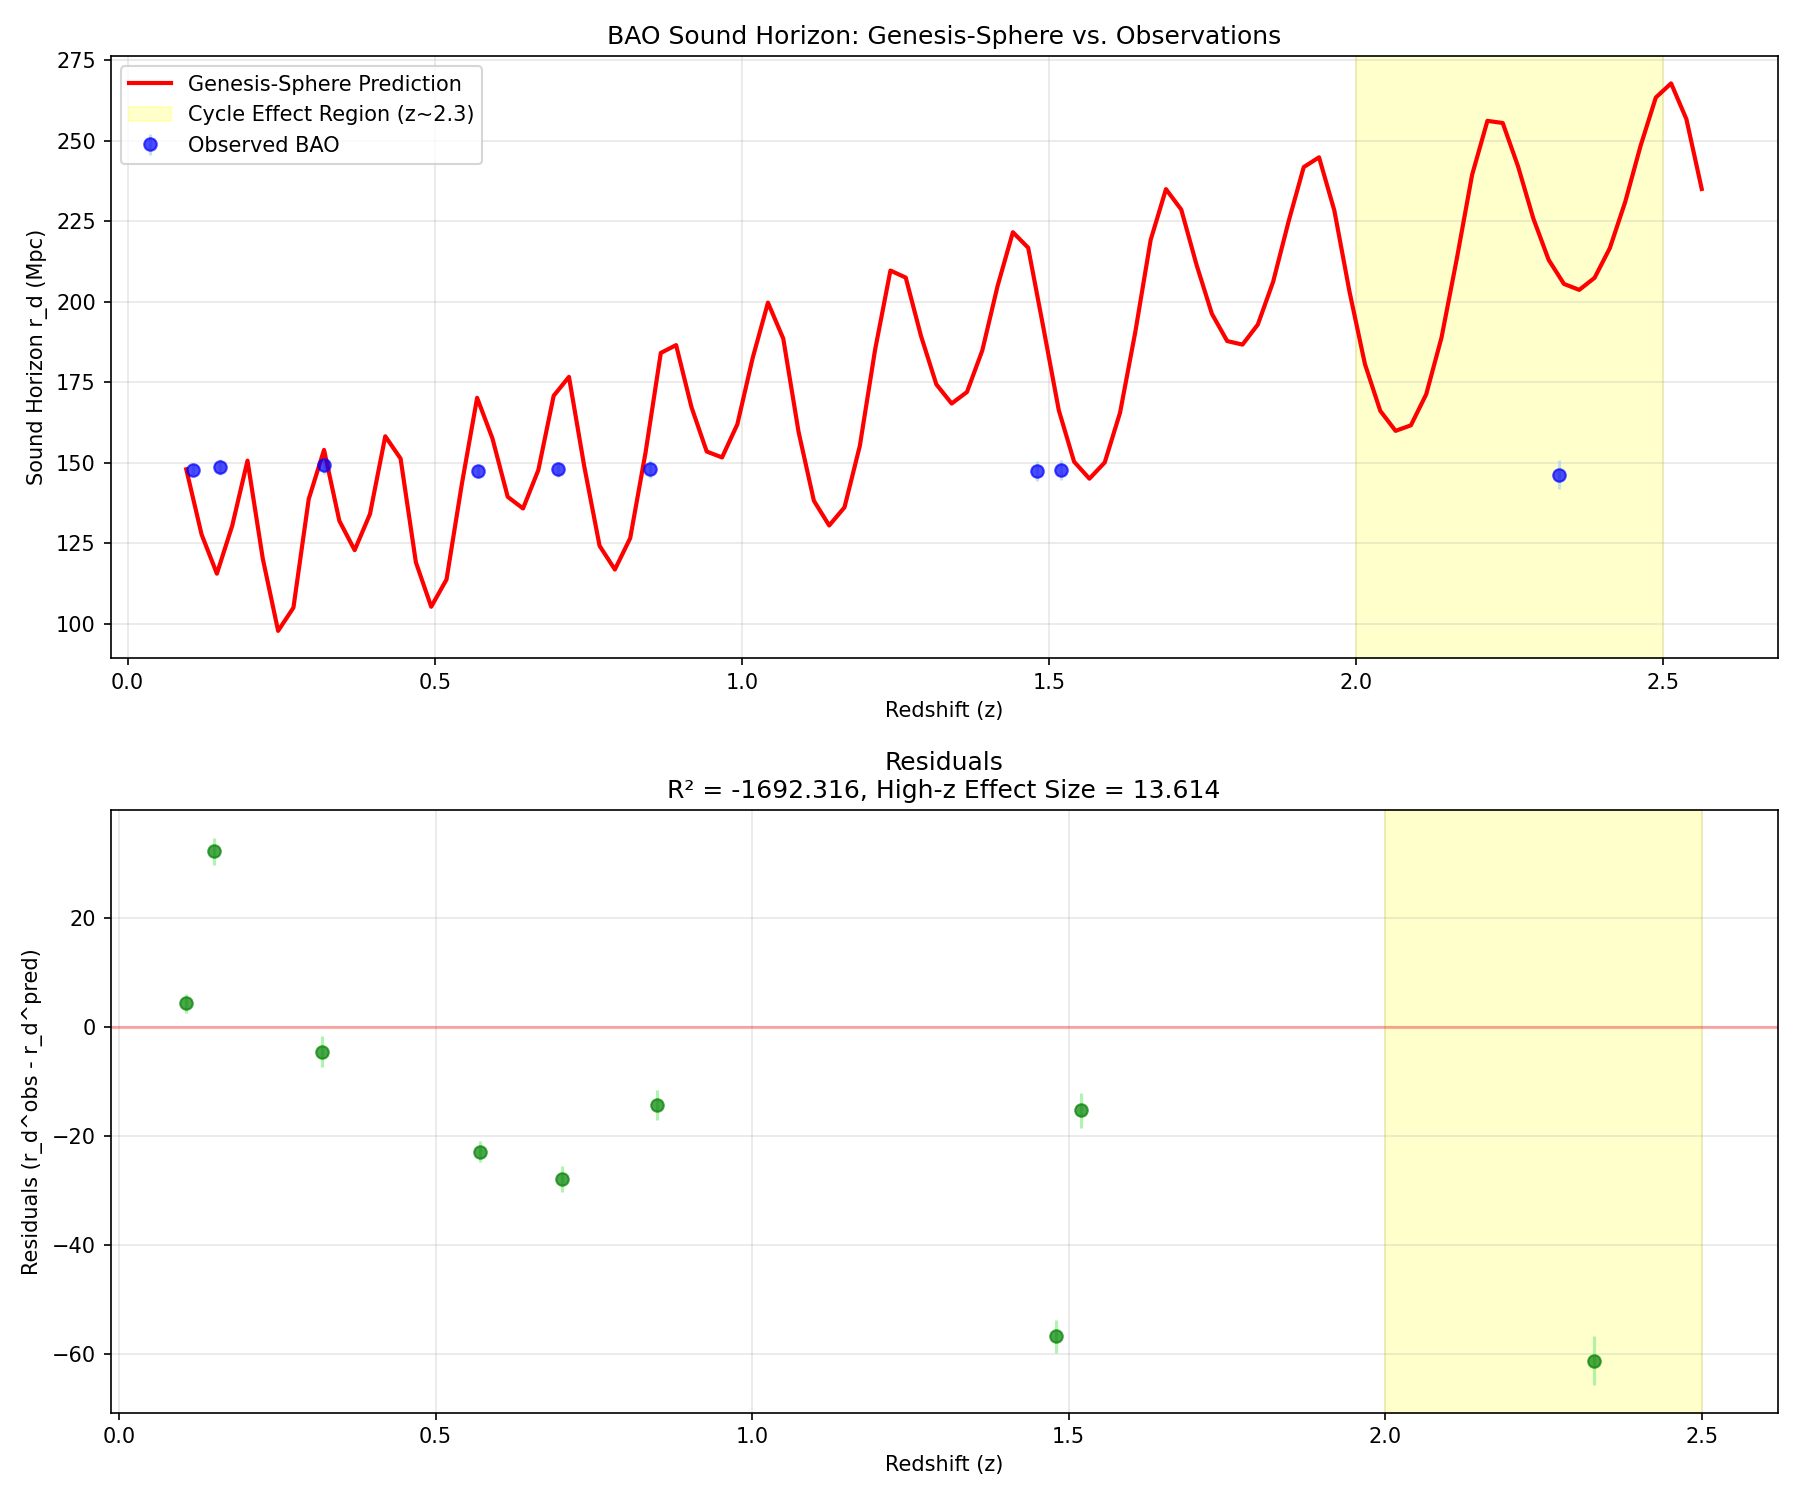 BAO Sound Horizon: Genesis-Sphere vs. Observations
Genesis-Sphere Prediction
Cycle Effect Region (z~2.3)
Observed BAO
Sound Horizon r_d (Mpc)
275
250
225
200
175
150
125
100
0.0 0.5 1.0 1.5 2.0 2.5
Redshift (z)
Residuals
R² = -1692.316, High-z Effect Size = 13.614
Residuals (r_d^obs - r_d^pred)
20
0
−20
−40
−60
0.0 0.5 1.0 1.5 2.0 2.5
Redshift (z)